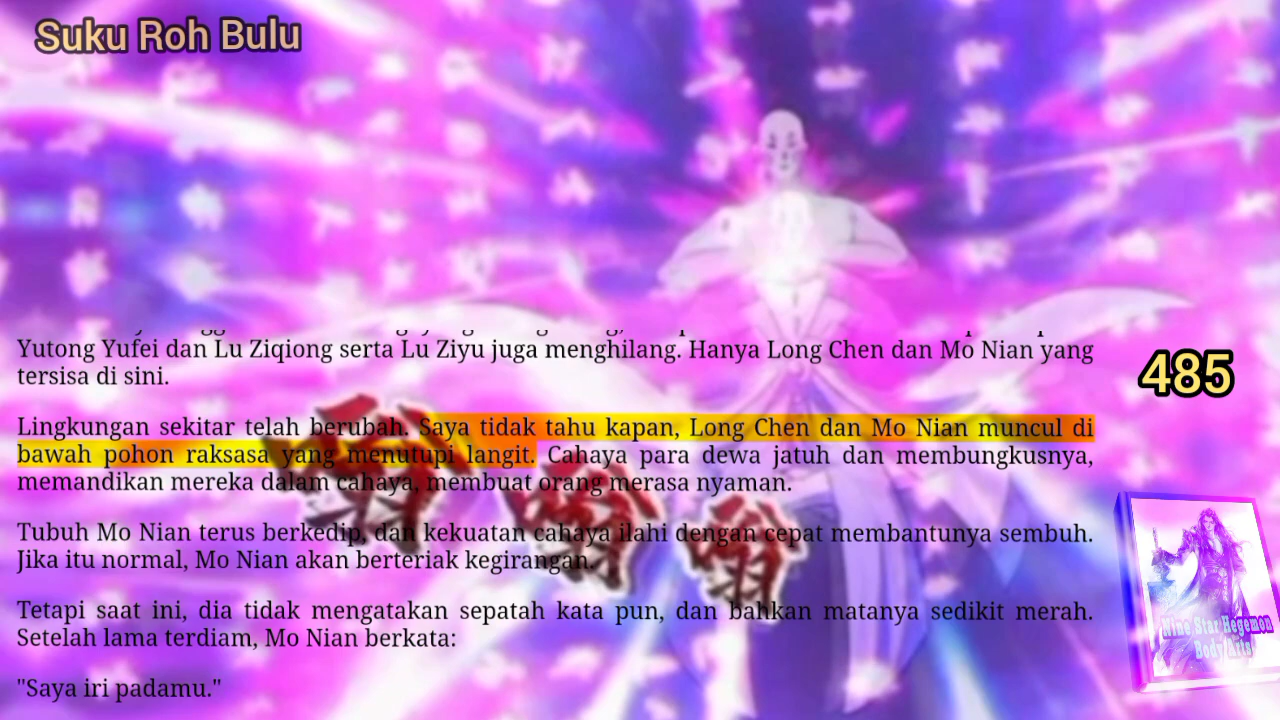 Suku Roh Bulu
Yutong Yufei dan Lu Ziqiong serta Lu Ziyu juga menghilang. Hanya Long Chen dan Mo Nian yang
tersisa di sini.
485
Lingkungan sekitar telah berubah. Saya tidak tahu kapan, Long Chen dan Mo Nian muncul di
bawah pohon raksasa yang menutupi langit. Cahaya para dewa jatuh dan membungkusnya,
memandikan mereka dalam cahaya, membuat orang merasa nyaman.
Tubuh Mo Nian terus berkedip, dan kekuatan cahaya ilahi dengan cepat membantunya sembuh.
Jika itu normal, Mo Nian akan berteriak kegirangan.
Tetapi saat ini, dia tidak mengatakan sepatah kata pun, dan bahkan matanya sedikit merah.
Setelah lama terdiam, Mo Nian berkata:
"Saya iri padamu."
Nine Star Hegemon
Body Arts